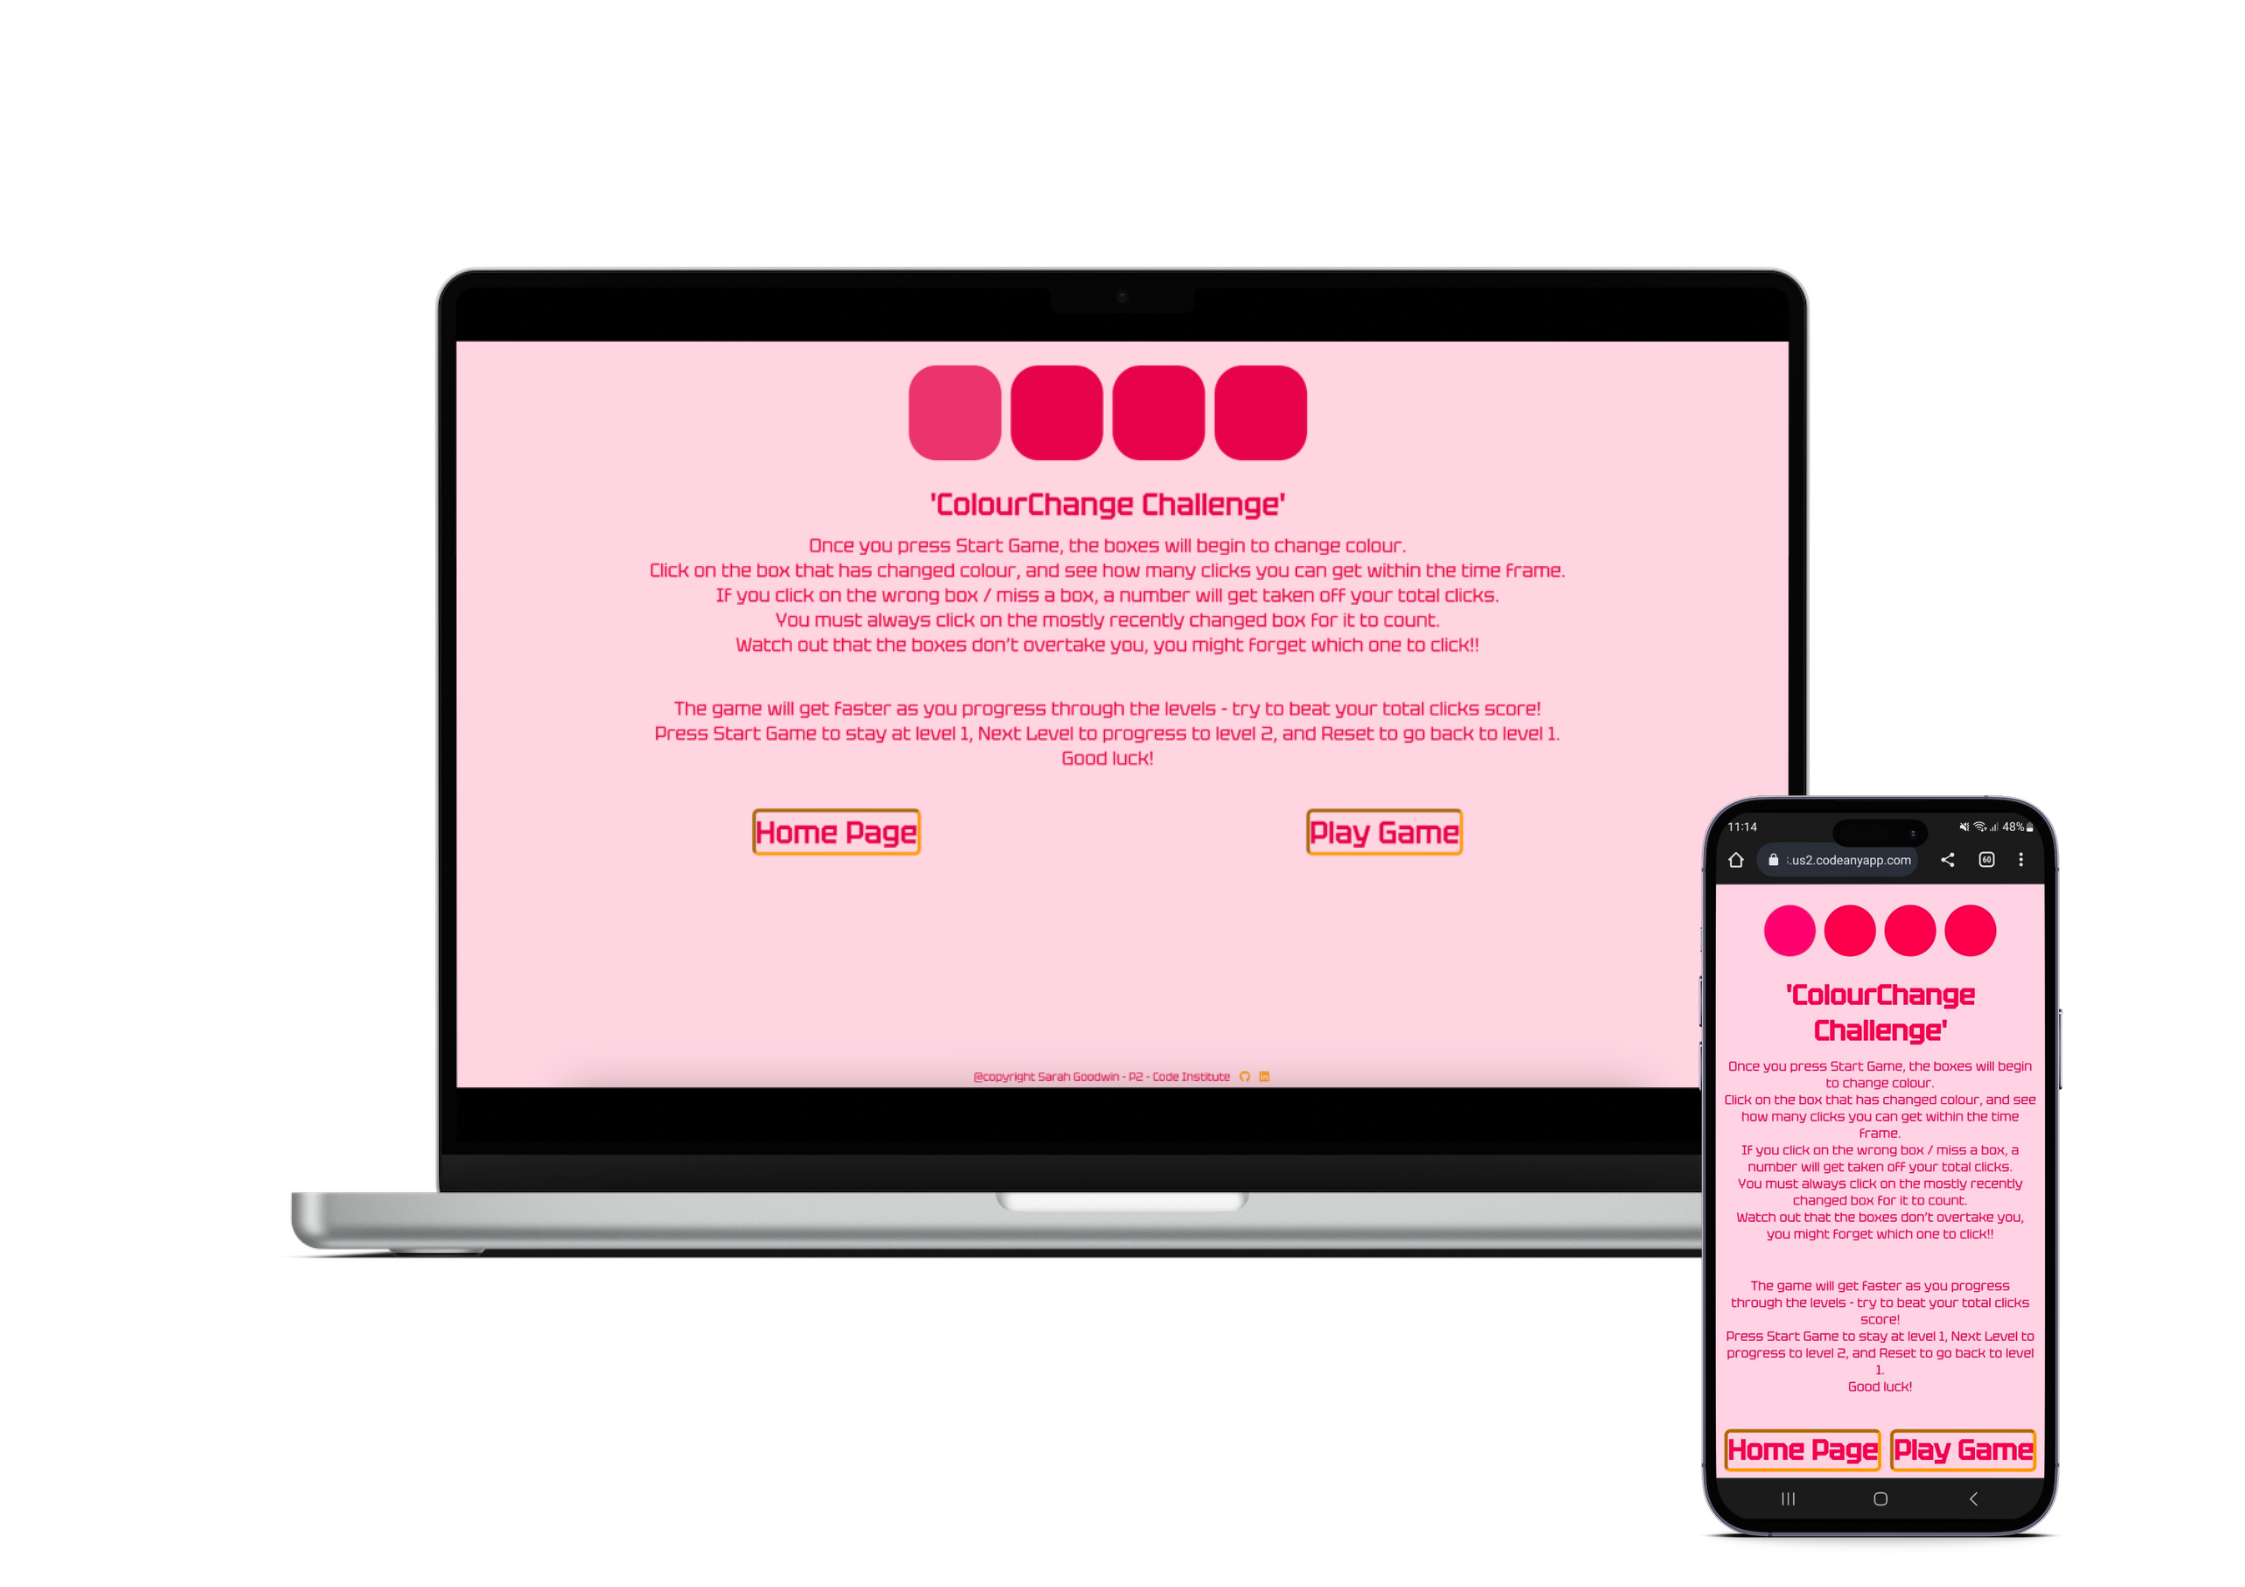 'ColourChange Challenge'
Once you press Start Game, the boxes will begin to change colour.
Click on the box that has changed colour, and see how many clicks you can get within the time frame.
If you click on the wrong box / miss a box, a number will get taken off your total clicks.
You must always click on the mostly recently changed box for it to count.
Watch out that the boxes don't overtake you, you might forget which one to click!!
The game will get faster as you progress through the levels - try to beat your total clicks score!
Press Start Game to stay at level 1, Next Level to progress to level 2, and Reset to go back to level 1.
Good luck!
Home Page
Play Game
@copyright Sarah Goodwin - P2 - Code Institute
11:14
48%
.us2.codeanyapp.com
60
'ColourChange
Challenge'
Once you press Start Game, the boxes will begin
to change colour.
Click on the box that has changed colour, and see
how many clicks you can get within the time
frame.
If you click on the wrong box / miss a box, a
number will get taken off your total clicks.
You must always click on the mostly recently
changed box for it to count.
Watch out that the boxes don't overtake you,
you might forget which one to click!!
The game will get faster as you progress
through the levels - try to beat your total clicks
score!
Press Start Game to stay at level 1, Next Level to
progress to level 2, and Reset to go back to level
1.
Good luck!
Home Page
Play Game